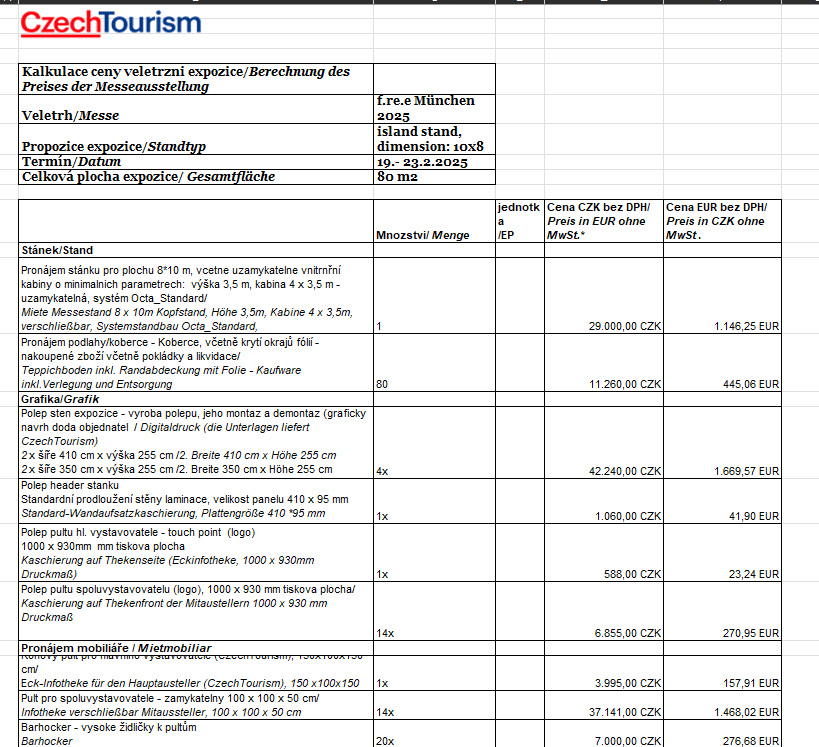 CzechTourism
Kalkulace ceny veletrzni expozice/Berechnung des
Preises der Messeausstellung
Veletrh/Messe
f.re.e München
2025
Propozice expozice/Standtyp
island stand,
dimension: 10x8
Termín/Datum
19.- 23.2.2025
Celková plocha expozice/ Gesamtfläche
80 m2
Mnozství/ Menge
jednotk
a
/EP
Cena CZK bez DPH/
Preis in EUR ohne
MwSt.*
Cena EUR bez DPH/
Preis in CZK ohne
MwSt .
Stánek/Stand
Pronájem stánku pro plochu 8*10 m, vcetne uzamykatelne vnitrnřní
kabiny o minimalnich parametrech:  výška 3,5 m, kabina 4 x 3,5 m -
uzamykatelná, systém Octa_Standard/
Miete Messestand 8 x 10m Kopfstand, Höhe 3,5m, Kabine 4 x 3,5m,
verschließbar, Systemstandbau Octa_Standard,
1
29.000,00 CZK
1.146,25 EUR
Pronájem podlahy/koberce - Koberce, včetně krytí okrajů fólií -
nakoupené zboží včetně pokládky a likvidace/
Teppichboden inkl. Randabdeckung mit Folie - Kaufware
inkl.Verlegung und Entsorgung
80
11.260,00 CZK
445,06 EUR
Grafika/Grafik
Polep sten expozice - vyroba polepu, jeho montaz a demontaz (graficky
navrh doda objednatel  / Digitaldruck (die Unterlagen liefert
CzechTourism)
2 x šíře 410 cm x výška 255 cm /2. Breite 410 cm x Höhe 255 cm
2 x šíře 350 cm x výška 255 cm /2. Breite 350 cm x Höhe 255 cm
4x
42.240,00 CZK
1.669,57 EUR
Polep header stanku
Standardní prodloužení stěny laminace, velikost panelu 410 x 95 mm
Standard-Wandaufsatzkaschierung, Plattengröße 410 *95 mm
1x
1.060,00 CZK
41,90 EUR
Polep pultu hl. vystavovatele - touch point  (logo)
1000 x 930mm  mm tiskova plocha
Kaschierung auf Thekenseite (Eckinfotheke, 1000 x 930mm
Druckmaß)
1x
588,00 CZK
23,24 EUR
Polep pultu spoluvystavovatelu (logo), 1000 x 930 mm tiskova plocha/
Kaschierung auf Thekenfront der Mitaustellern 1000 x 930 mm
Druckmaß
14x
6.855,00 CZK
270,95 EUR
Pronájem mobiliáře / Mietmobiliar
Rohový pult pro hlavního vystavovatele (CzechTourism), 150x100x150
cm/
Eck-Infotheke für den Hauptausteller (CzechTourism), 150 x100x150
1x
3.995,00 CZK
157,91 EUR
Pult pro spoluvystavovatele - zamykatelny 100 x 100 x 50 cm/
Infotheke verschließbar Mitaussteller, 100 x 100 x 50 cm
14x
37.141,00 CZK
1.468,02 EUR
Barhocker - vysoke židličky k pultům
Barhocker
20x
7.000,00 CZK
276,68 EUR